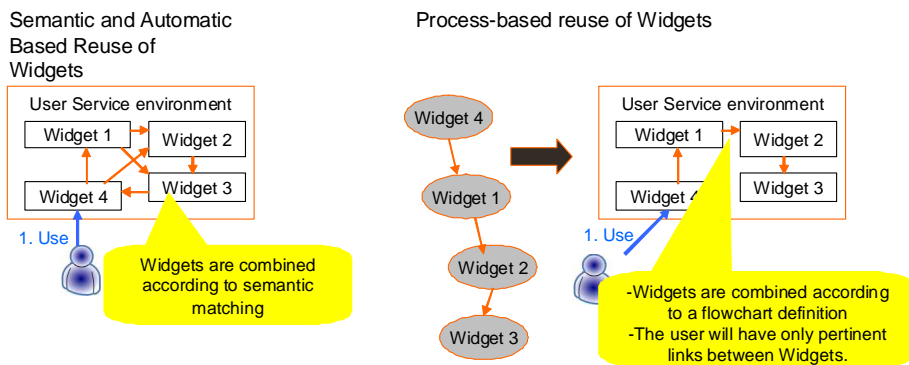 Semantic and Automatic
Based Reuse of
Widgets
User Service environment
Widget 1
Widget 2
Widget 3
Widget 4
1. Use
Widgets are combined
according to semantic
matching
Process-based reuse of Widgets
Widget 4
Widget 1
Widget 2
Widget 3
User Service environment
Widget 1
Widget 2
Widget 3
Widget 4
1. Use
-Widgets are combined according
to a flowchart definition
-The user will have only pertinent
links between Widgets.